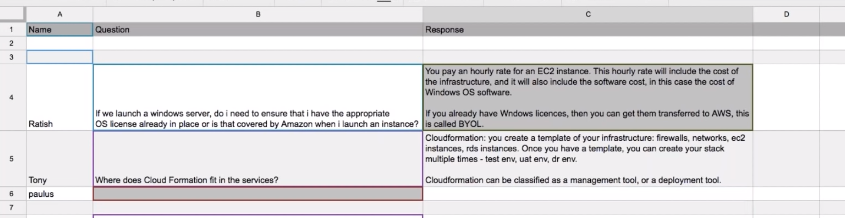 A B C D
1 Name Question Response
2
3
You pay an hourly rate for an EC2 instance. This hourly rate will include the cost of
the infrastructure, and it will also include the software cost, in this case the cost of
Windows OS software.
4
If we launch a windows server, do i need to ensure that i have the appropriate
If you already have Wndows licences, then you can get them transferred to AWS, this
Ratish OS license already in place or is that covered by Amazon when i launch an instance? is called BYOL.
Cloudformation: you create a template of your infrastructure: firewalls, networks, ec2
instances, rds instances. Once you have a template, you can create your stack
5
multiple times - test env, uat env, dr env.
Tony Where does Cloud Formation fit in the services? Cloudformation can be classified as a management tool, or a deployment tool.
6 paulus
7